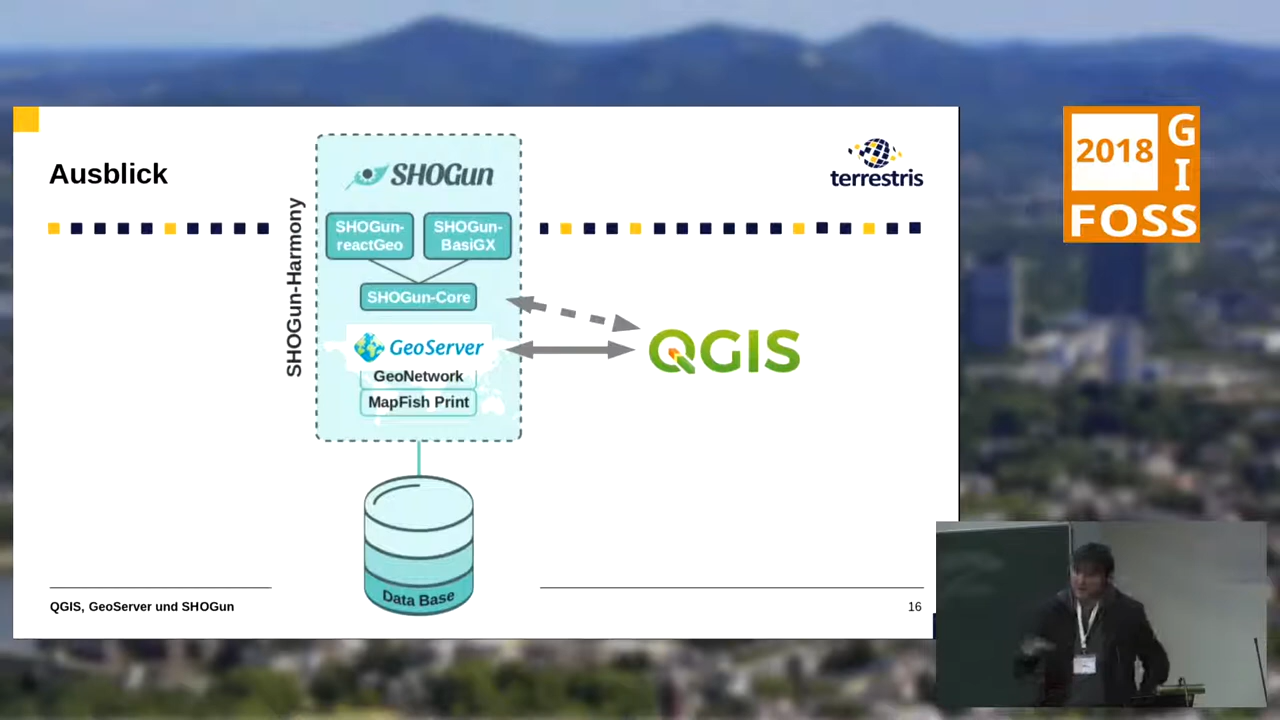 Ausblick
SHOGun-Harmony
SHOGun
SHOGun-
reactGeo
SHOGun-
BasiGX
SHOGun-Core
GeoServer
GeoNetwork
MapFish Print
Data Base
QGIS
terrestris
QGIS, GeoServer und SHOGun
16
2018
GI
FOSS